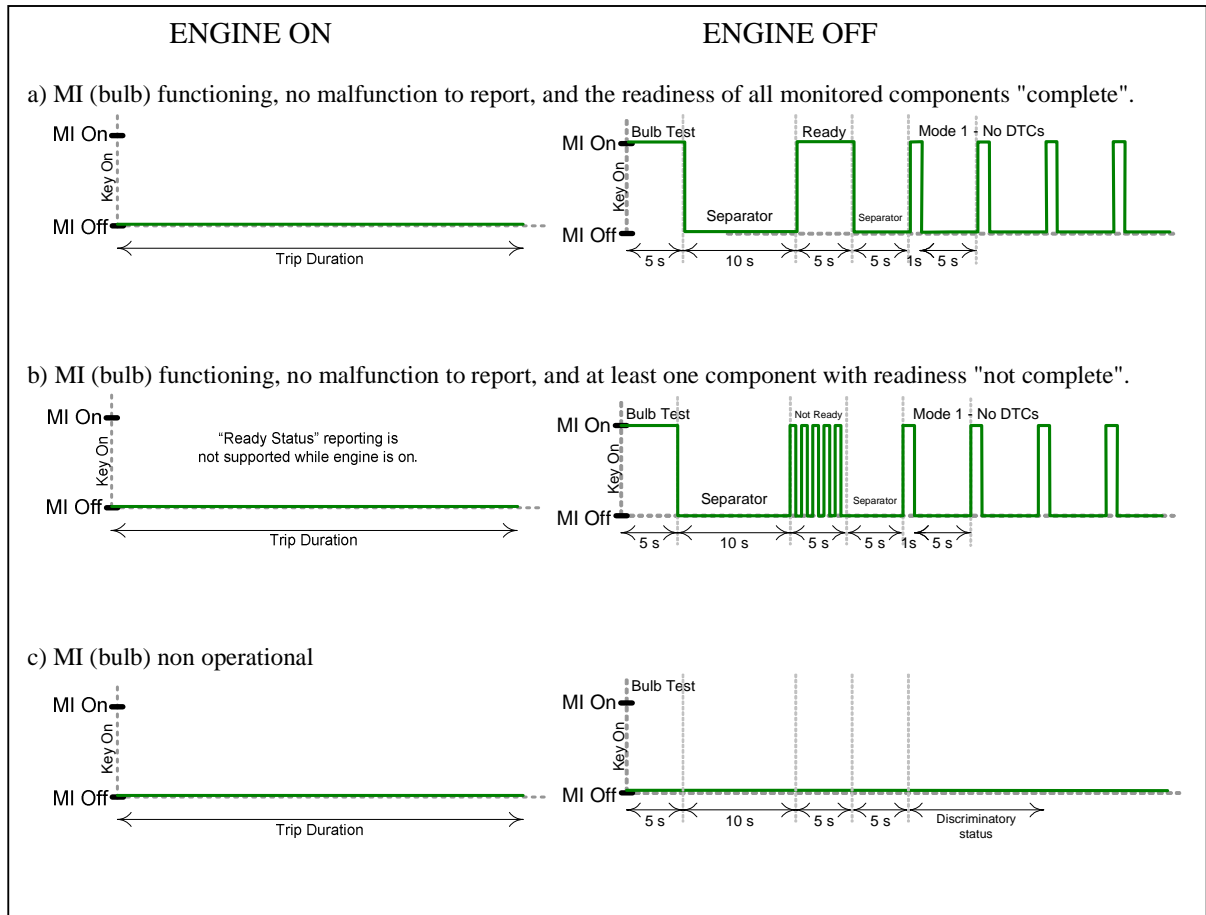 ENGINE ON ENGINE OFF
a) MI (bulb) functioning, no malfunction to report, and the readiness of all monitored components "complete".
MI On
Key On
MI Off
Trip Duration
Bulb Test Ready Mode 1 - No DTCs
MI On
Key On
Separator Separator
MI Off
5 s 10 s 5 s 5 s 1s 5 s
b) MI (bulb) functioning, no malfunction to report, and at least one component with readiness "not complete".
MI On
Key On
“Ready Status” reporting is
not supported while engine is on.
MI Off
Trip Duration
Bulb Test Not Ready Mode 1 - No DTCs
MI On
Key On
Separator Separator
MI Off
5 s 10 s 5 s 5 s 1s 5 s
c) MI (bulb) non operational
MI On
Key On
MI Off
Trip Duration
Bulb Test
MI On
Key On
MI Off
5 s 10 s 5 s 5 s Discriminatory
status